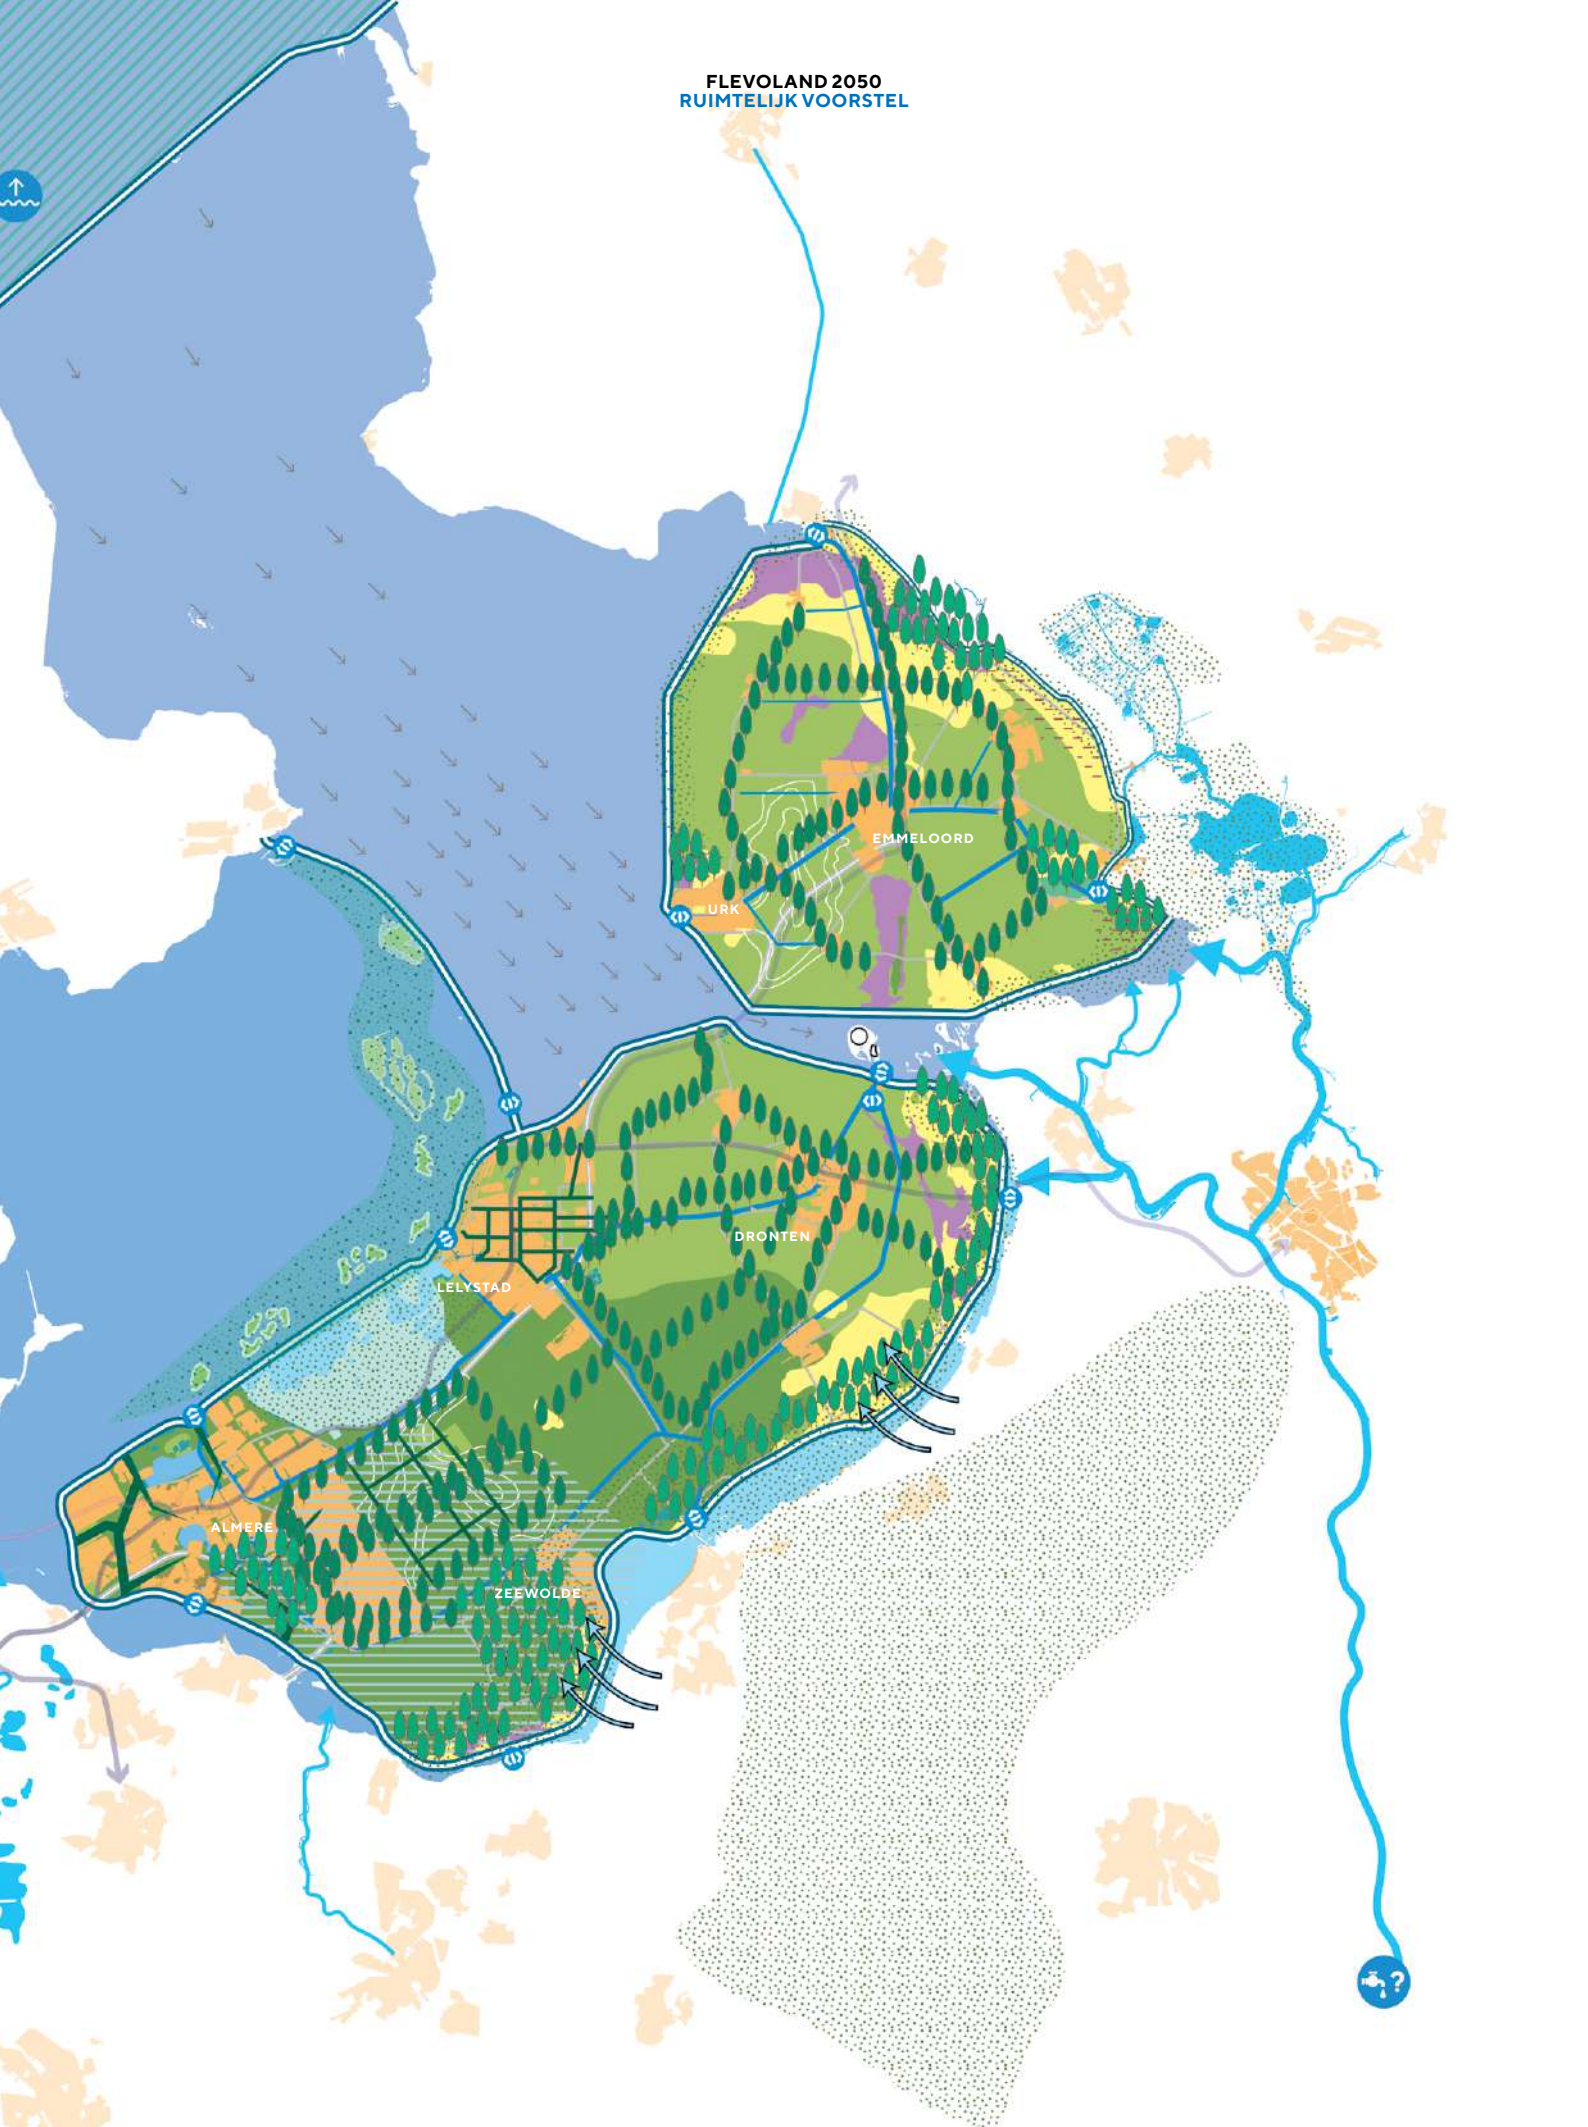 FLEVOLAND 2050
RUIMTELIJK VOORSTEL
EMMELOORD
URK
DRONTEN
LELYSTAD
ALMERE
ZEEWOLDE
?